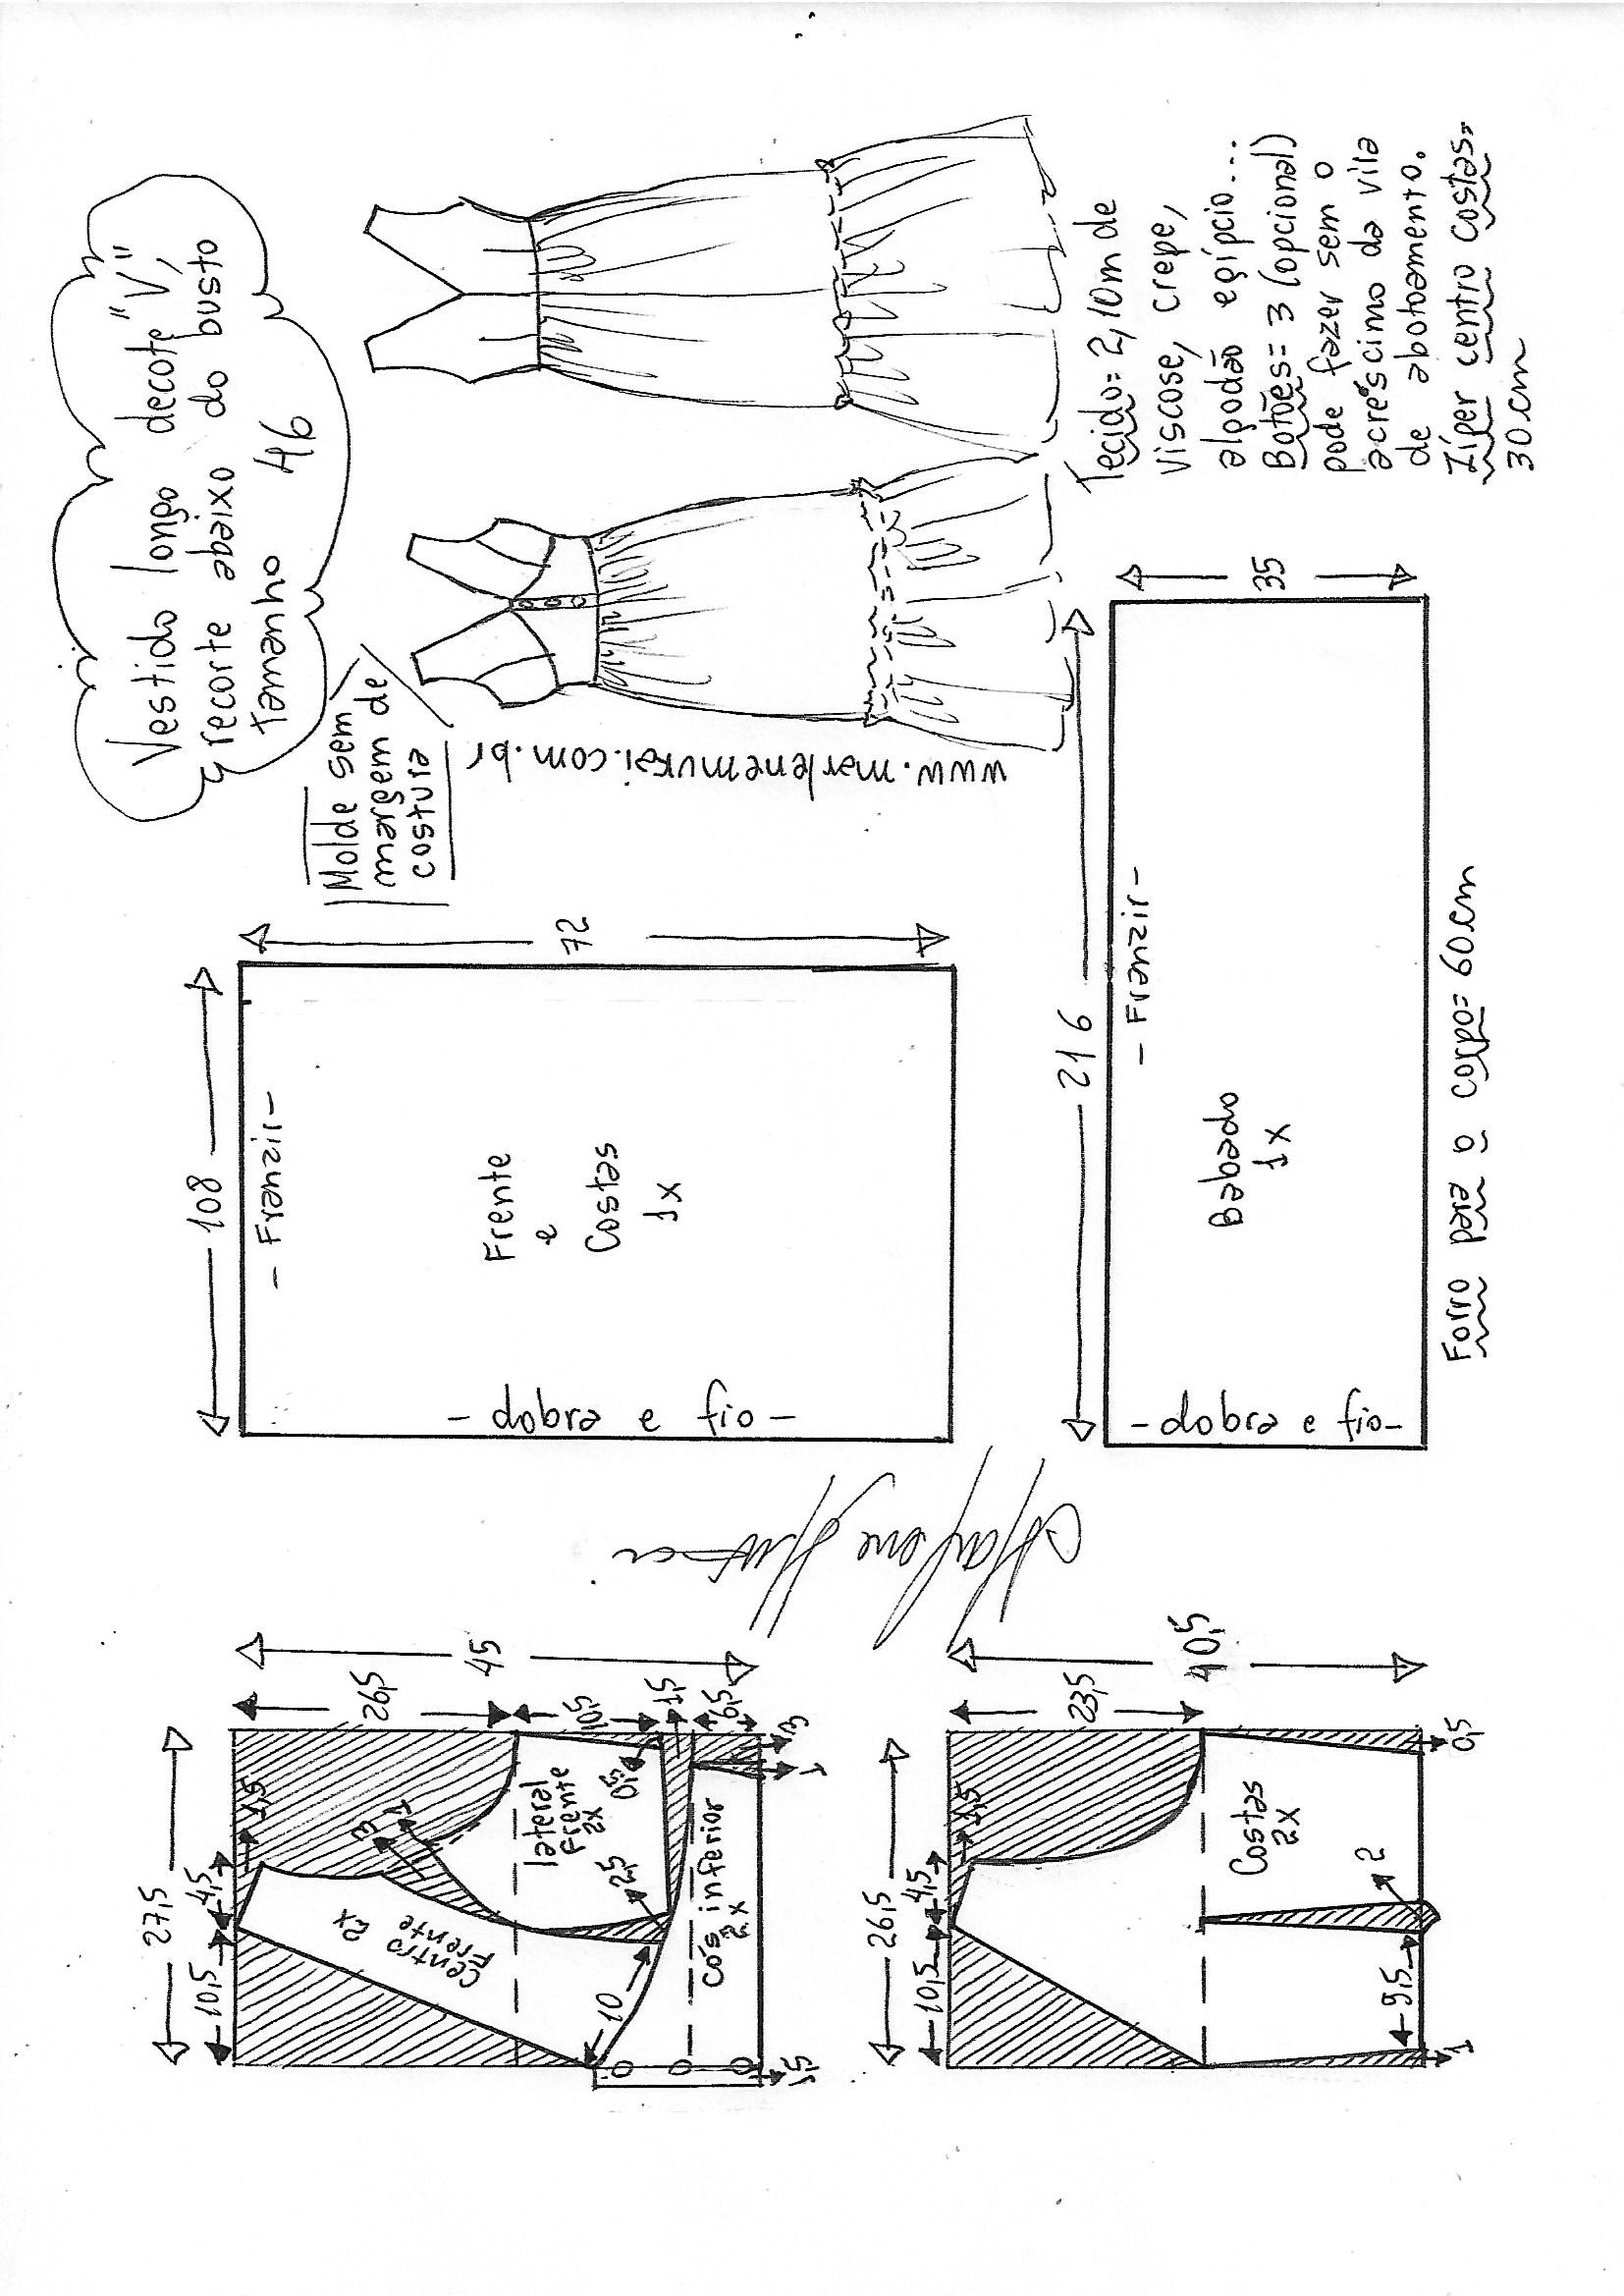 Vestido longo decote "V",
recorte abaixo do busto
tamanho 46
Molde sem
margem de
costura
www.marlenemukai.com.br
Tecido= 2,10m de
viscose, crepe,
algodão egípcio...
Botões= 3 (opcional)
pode fazer sem o
acréscimo da vila
de abotoamento.
Zíper centro costas=
30cm
108
72
- Franzir -
Frente
e
Costas
1x
- dobra e fio -
216
35
- Franzir -
Babado
1x
- dobra e fio -
Forro para o corpo= 60cm
Marlene Mukai
27,5
10,5
4,5
1,5
45
26,5
10,5
1,5
6,5
3
1
centro
Frente
2x
3
1
lateral
frente
2x
0,5
2,5
10
cós inferior
2x
1,5
26,5
10,5
4,5
1,5
40,5
23,5
Costas
2x
2
9,5
1
0,5